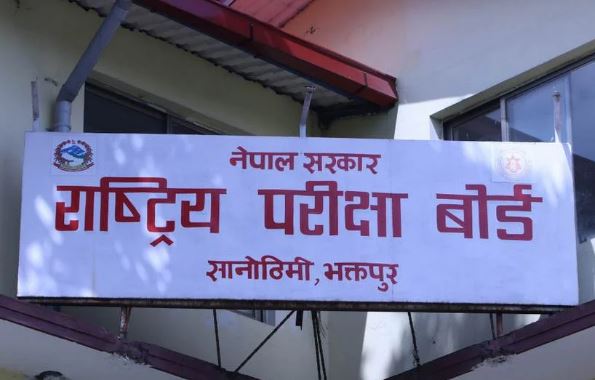 नेपाल सरकार
राष्ट्रिय परीक्षा बोर्ड
सानोठिमी, भक्तपुर